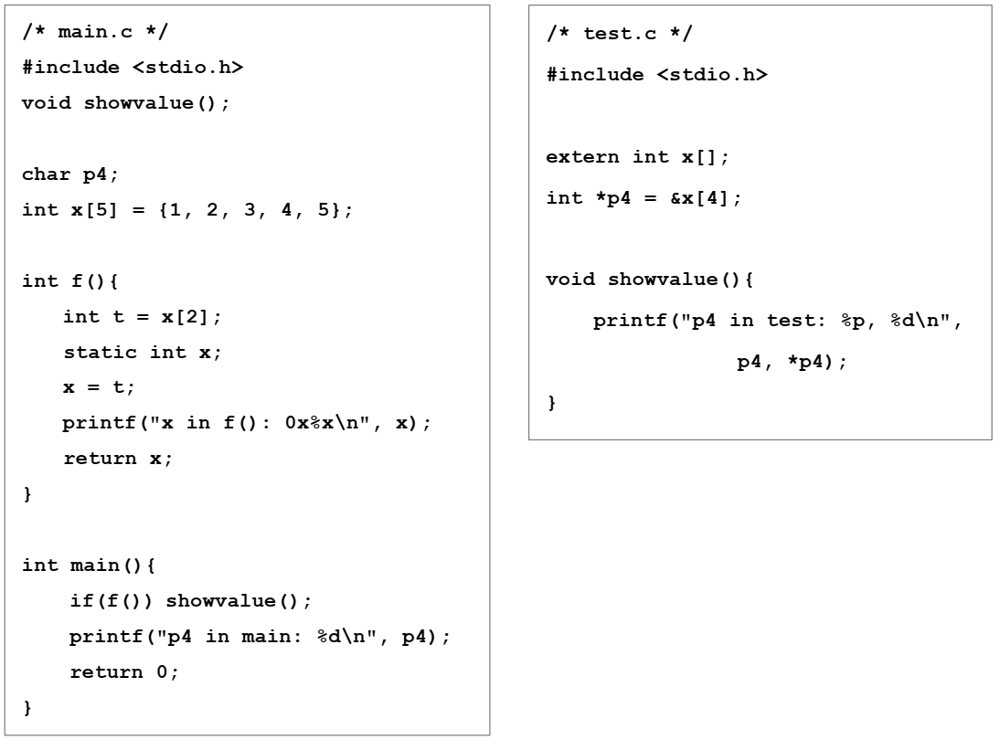 /* main.c */
#include <stdio.h>
void showvalue();
char p4;
int x[5] = {1, 2, 3, 4, 5};
int f(){
int t = x[2];
static int x;
x = t;
printf("x in f(): 0x%x\n", x);
return x;
}
int main(){
if(f()) showvalue();
printf("p4 in main: %d\n", p4);
return 0;
}
/* test.c */
#include <stdio.h>
extern int x[];
int *p4 = &x[4];
void showvalue(){
printf("p4 in test: %p, %d\n",
p4, *p4);
}